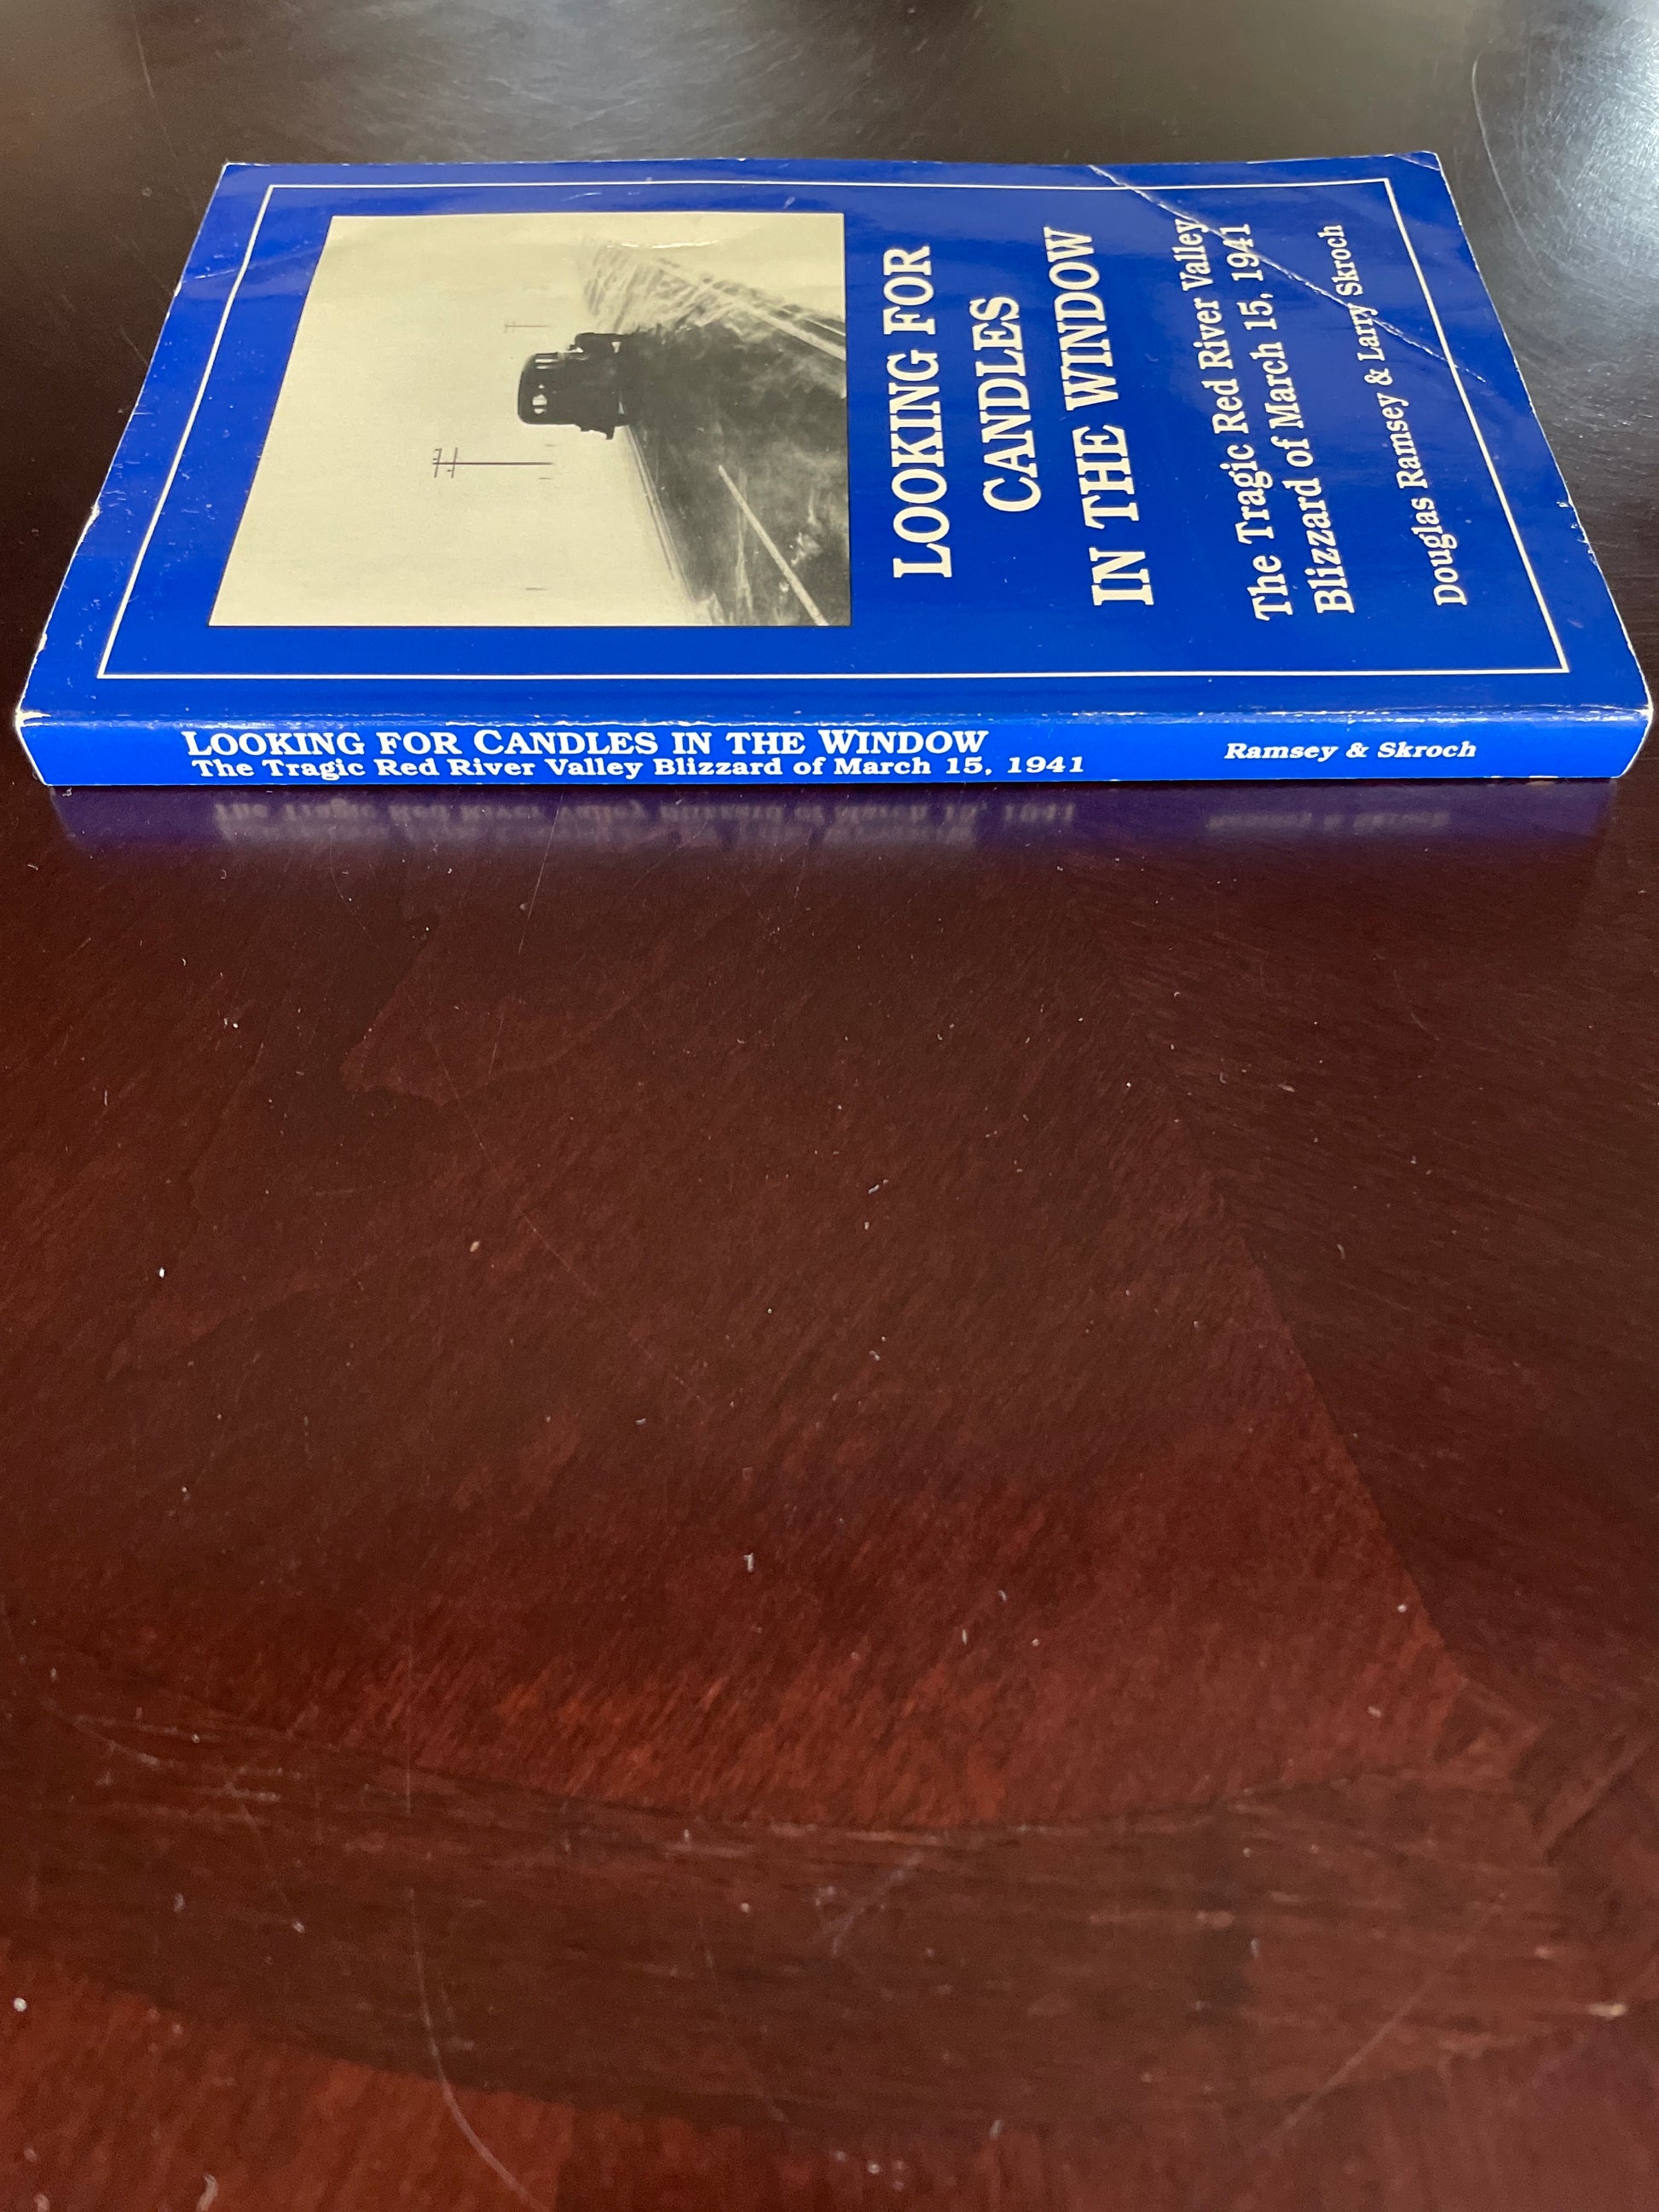 LOOKING FOR
CANDLES
IN THE WINDOW
The Tragic Red River Valley
Blizzard of March 15, 1941
Douglas Ramsey & Larry Skroch
LOOKING FOR CANDLES IN THE WINDOW
The Tragic Red River Valley Blizzard of March 15, 1941
Ramsey & Skroch